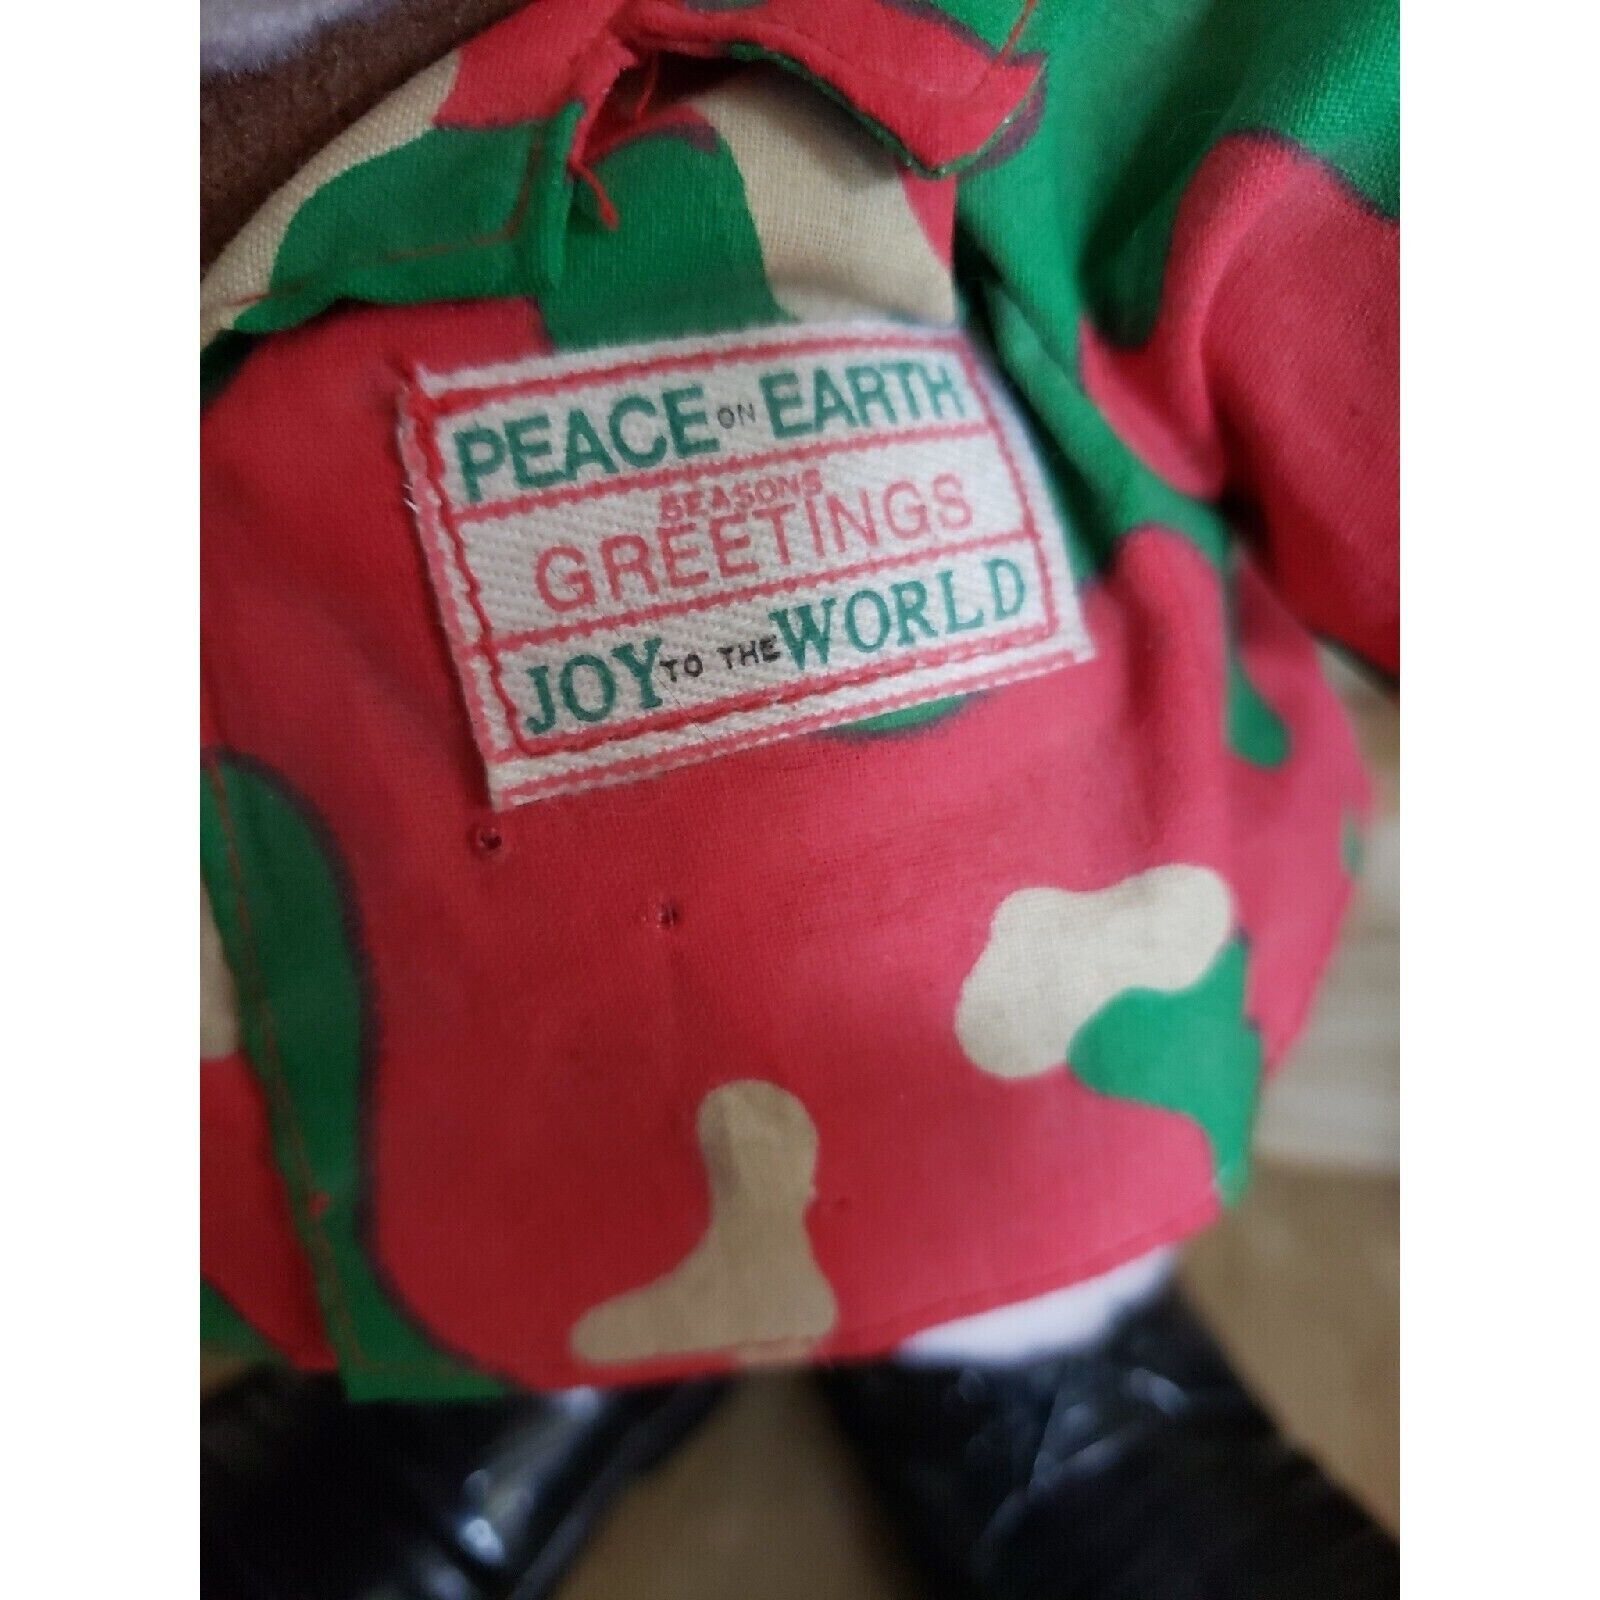 PEACE ON EARTH
SEASONS
GREETINGS
JOY TO THE WORLD